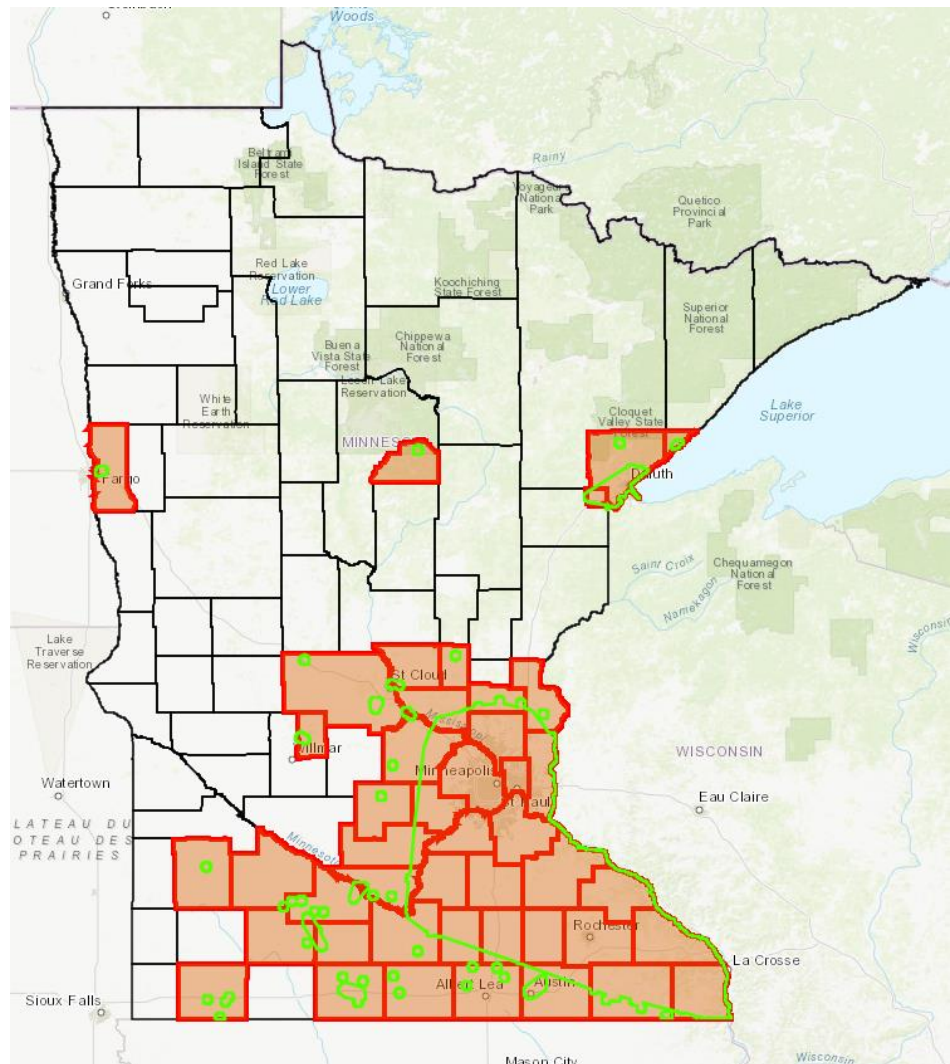 Woods
Beltrami
Island State
Forest
Rainy
Voyageurs
National
Park
Quetico
Provincial
Park
Grand Forks
Red Lake
Reservation
Lower
Red Lake
Koochiching
State Forest
Superior
National
Forest
Buena
Vista State
Forest
Chippewa
National
Forest
Leech Lake
Reservation
White
Earth
Reservation
Lake
Superior
Cloquet
Valley State
Forest
MINNES
Fargo
Duluth
Saint Croix
Chequamegon
National
Forest
Namekagon
Wisconsin
Lake
Traverse
Reservation
St Cloud
Mississippi
Willmar
WISCONSIN
Minneapolis
St Paul
Watertown
Eau Claire
LATEAU DU
OTEAU DES
PRAIRIES
Minnesota
Rochester
La Crosse
Albert Lea
Austin
Sioux Falls
Mason City
Wisconsin